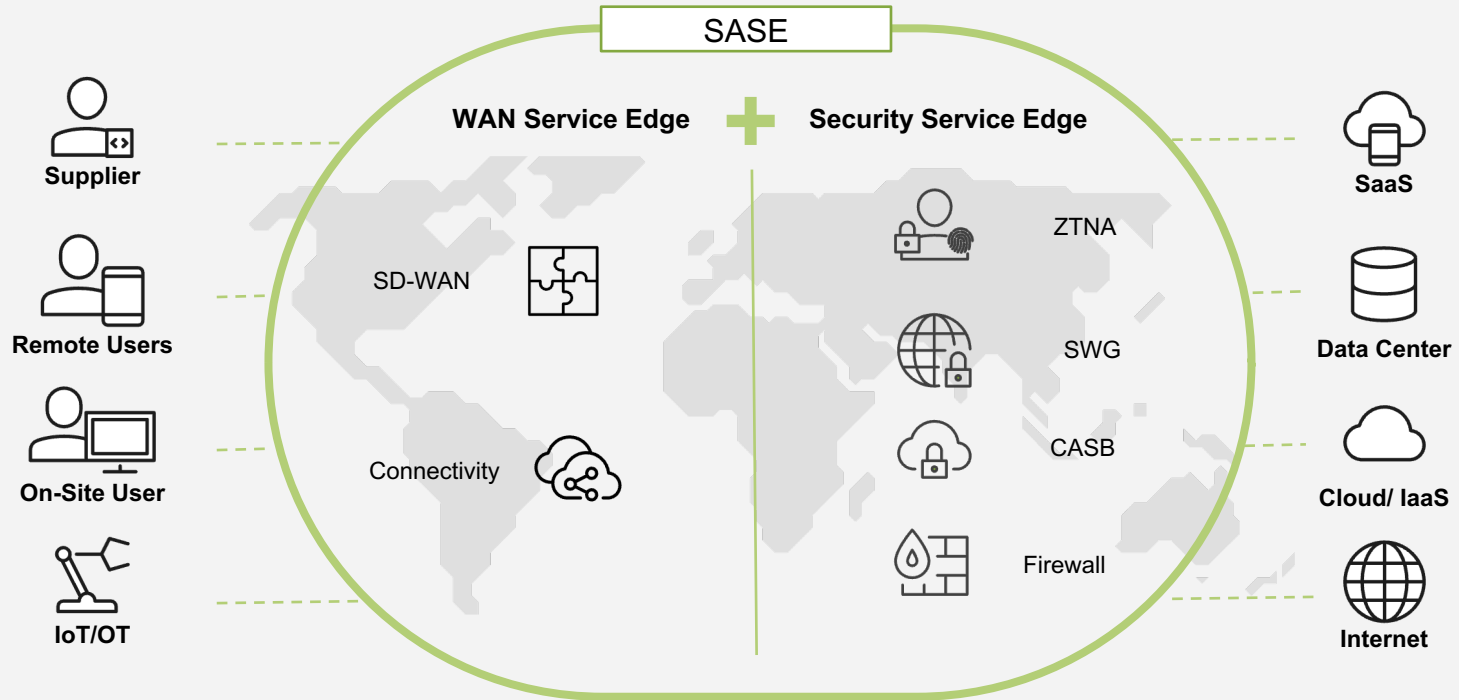 SASE
WAN Service Edge
Security Service Edge
Supplier
Remote Users
On-Site User
IoT/OT
SD-WAN
Connectivity
ZTNA
SWG
CASB
Firewall
SaaS
Data Center
Cloud/ IaaS
Internet